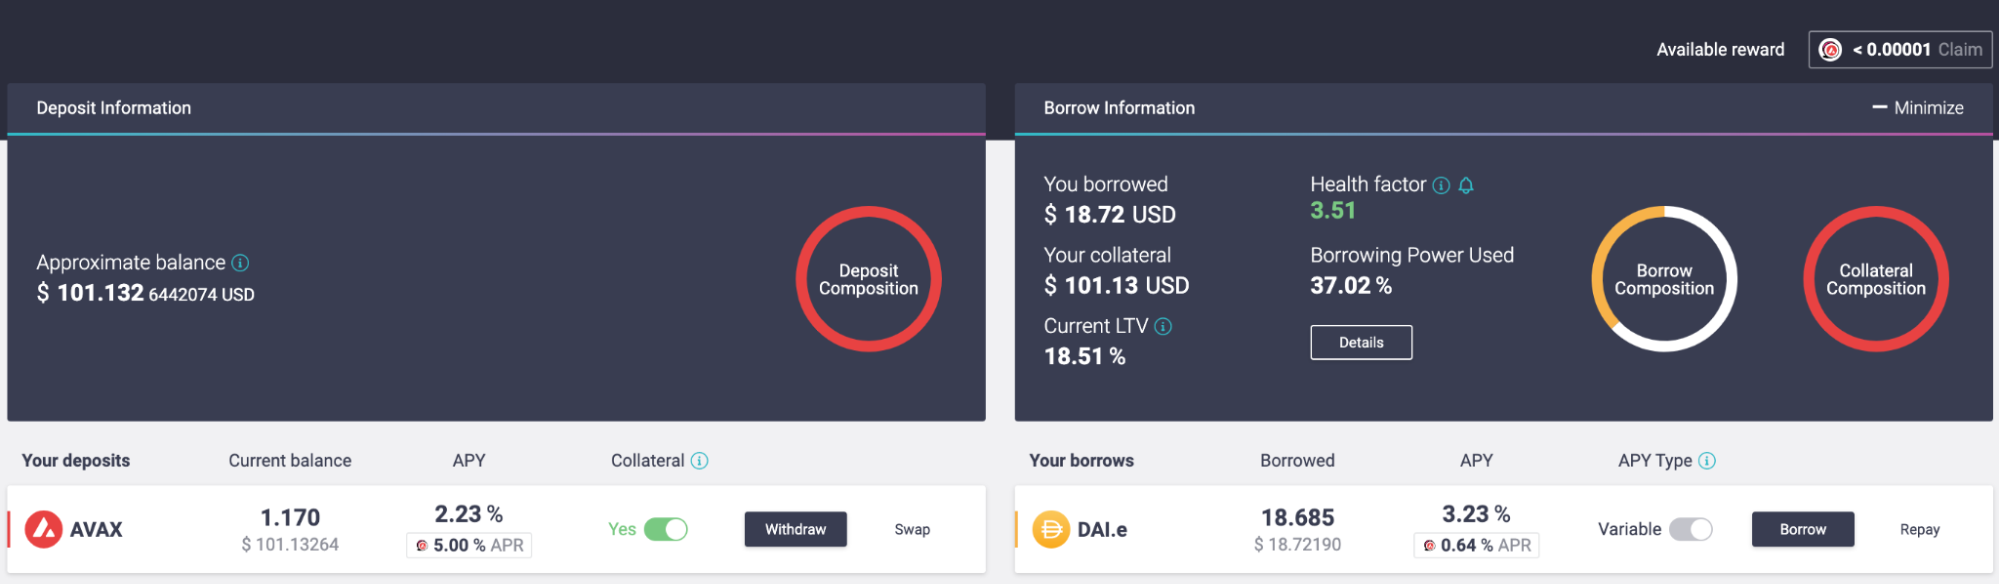 Available reward < 0.00001 Claim
Deposit Information
Approximate balance
$ 101.132 6442074 USD
Deposit
Composition
Borrow Information
Minimize
You borrowed
$ 18.72 USD
Your collateral
$ 101.13 USD
Current LTV
18.51 %
Health factor
3.51
Borrowing Power Used
37.02 %
Details
Borrow
Composition
Collateral
Composition
Your deposits Current balance APY Collateral
AVAX
1.170
$ 101.13264
2.23 %
5.00 % APR
Yes
Withdraw
Swap
Your borrows Borrowed APY APY Type
DAI.e
18.685
$ 18.72190
3.23 %
0.64 % APR
Variable
Borrow
Repay